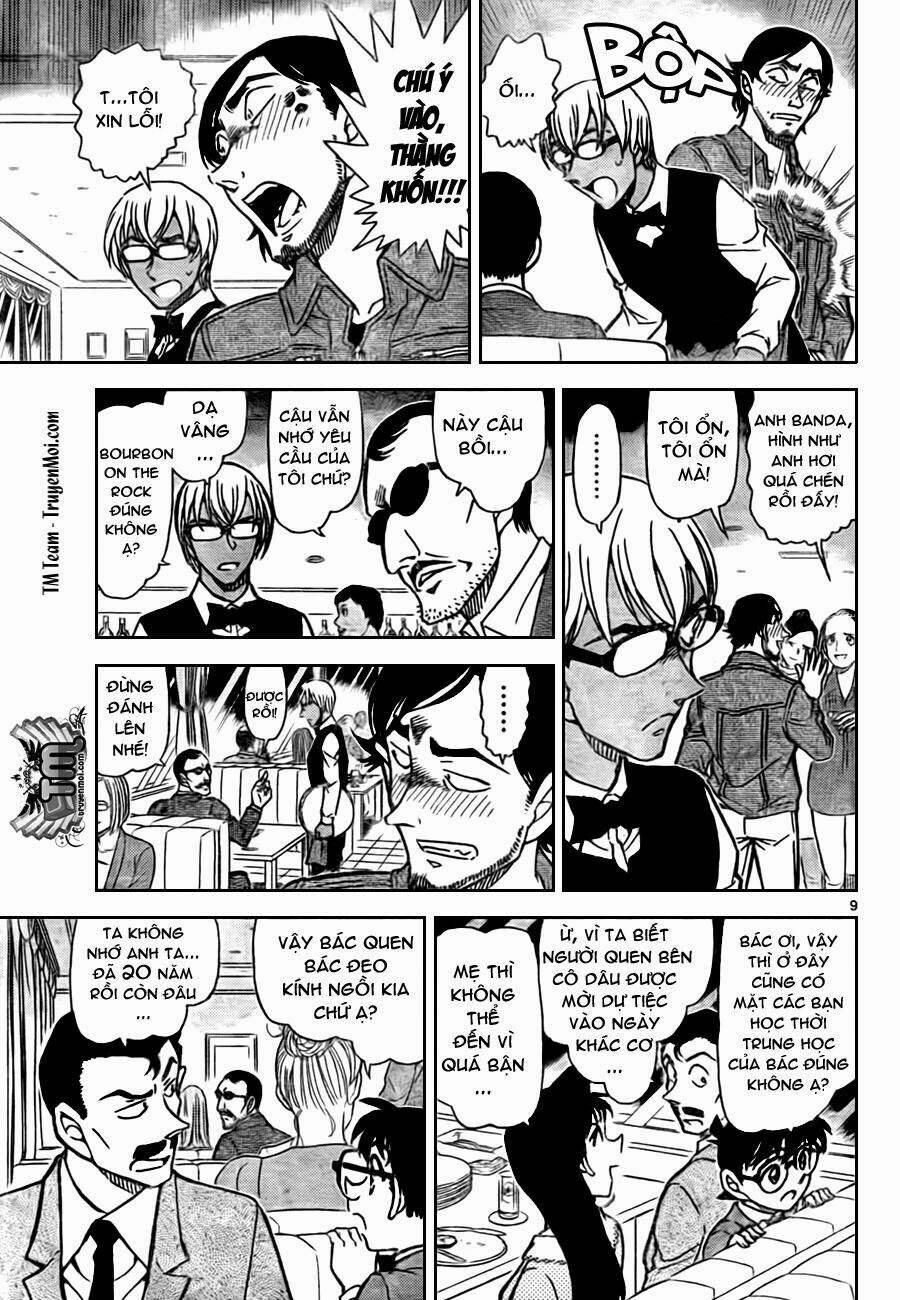 BỘP
ỐI...
CHÚ Ý
VÀO,
THẰNG
KHỐN!!!
T...TÔI
XIN LỖI!
ANH BANDA,
HÌNH NHƯ
ANH HƠI
QUÁ CHÉN
RỒI ĐẤY!
TÔI ỔN,
TÔI ỔN
MÀ!
........
NÀY CẬU
BỒI...
CẬU VẪN
NHỚ YÊU
CẦU CỦA
TÔI CHỨ?
DẠ
VÂNG
...
BOURBON
ON THE
ROCK
ĐÚNG
KHÔNG
Ạ?
TM Team - TruyenMoi.com
........
ĐƯỢC
RỒI!
ĐỪNG
ĐÁNH
LÊN
NHÉ!
TM
truyenmoi.com
9
BÁC ƠI, VẬY
THÌ Ở ĐÂY
CŨNG CÓ
MẶT CÁC BẠN
HỌC THỜI
TRUNG HỌC
CỦA BÁC ĐÚNG
KHÔNG Ạ?
Ừ, VÌ TA BIẾT
NGƯỜI QUEN BÊN
CÔ DÂU ĐƯỢC
MỜI DỰ TIỆC
VÀO NGÀY
KHÁC CƠ...
MẸ THÌ
KHÔNG
THỂ
ĐẾN VÌ
QUÁ BẬN
...
VẬY BÁC QUEN
BÁC ĐEO
KÍNH NGỒI KIA
CHỨ Ạ?
TA KHÔNG
NHỚ ANH TA...
ĐÃ 20 NĂM
RỒI CÒN ĐÂU
...